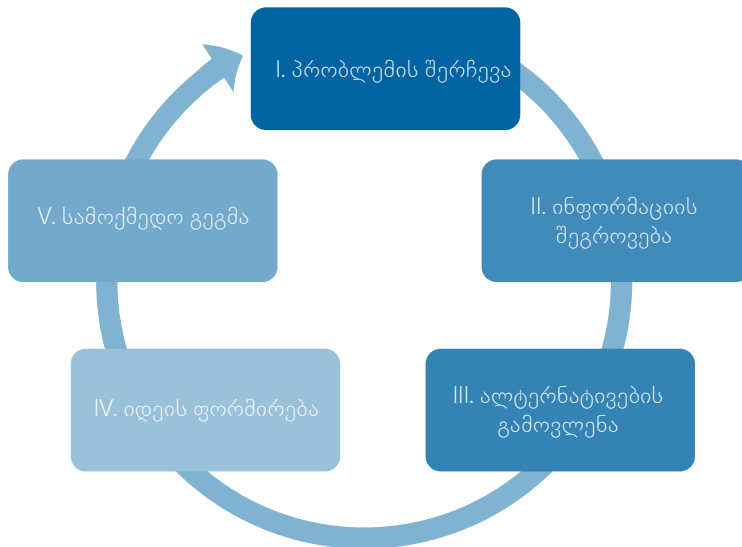 I. პრობლემის შერჩევა
II. ინფორმაციის
შეგროვება
III. ალტერნატივების
გამოვლენა
IV. იდეის ფორმირება
V. სამოქმედო გეგმა